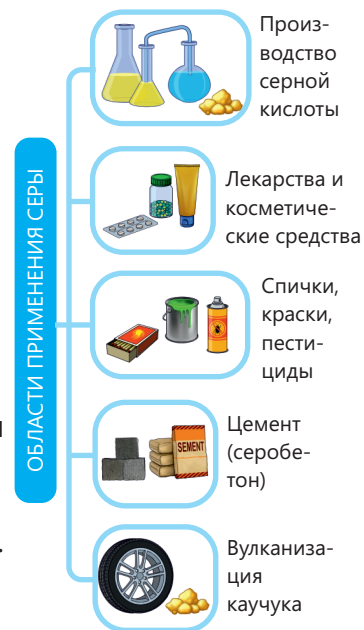 ОБЛАСТИ ПРИМЕНЕНИЯ СЕРЫ
Произ-
водство
серной
кислоты
Лекарства и
косметиче-
ские средства
Спички,
краски,
пести-
циды
SEMENT
Цемент
(серобе-
тон)
Вулканиза-
ция
каучука